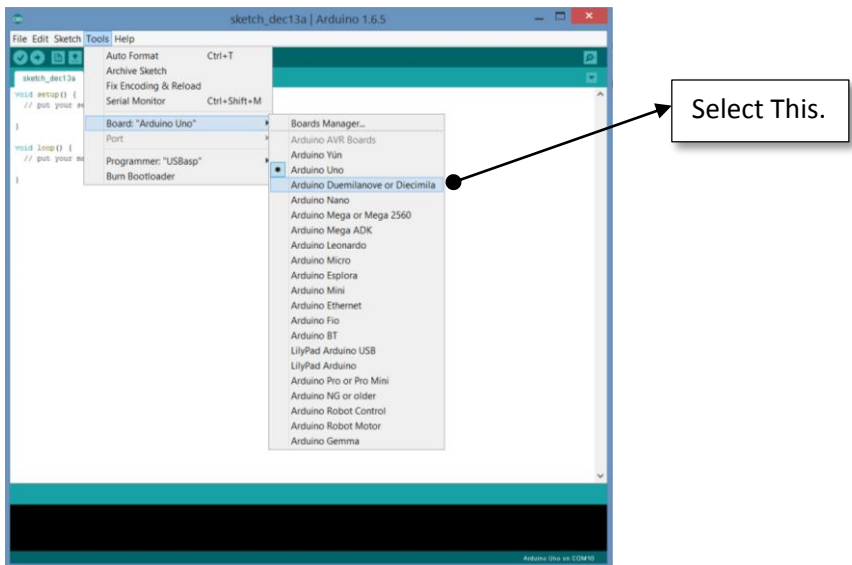 sketch_dec13a | Arduino 1.6.5
File Edit Sketch Tools Help
sketch_dec13a
void setup() {
// put your se
}
void loop() {
// put your ma
}
Auto Format Ctrl+T
Archive Sketch
Fix Encoding & Reload
Serial Monitor Ctrl+Shift+M
Board: "Arduino Uno"
Port
Programmer: "USBasp"
Burn Bootloader
Boards Manager...
Arduino AVR Boards
Arduino Yún
Arduino Uno
Arduino Duemilanove or Diecimila
Arduino Nano
Arduino Mega or Mega 2560
Arduino Mega ADK
Arduino Leonardo
Arduino Micro
Arduino Esplora
Arduino Mini
Arduino Ethernet
Arduino Fio
Arduino BT
LilyPad Arduino USB
LilyPad Arduino
Arduino Pro or Pro Mini
Arduino NG or older
Arduino Robot Control
Arduino Robot Motor
Arduino Gemma
Select This.
Arduino Uno on COM10